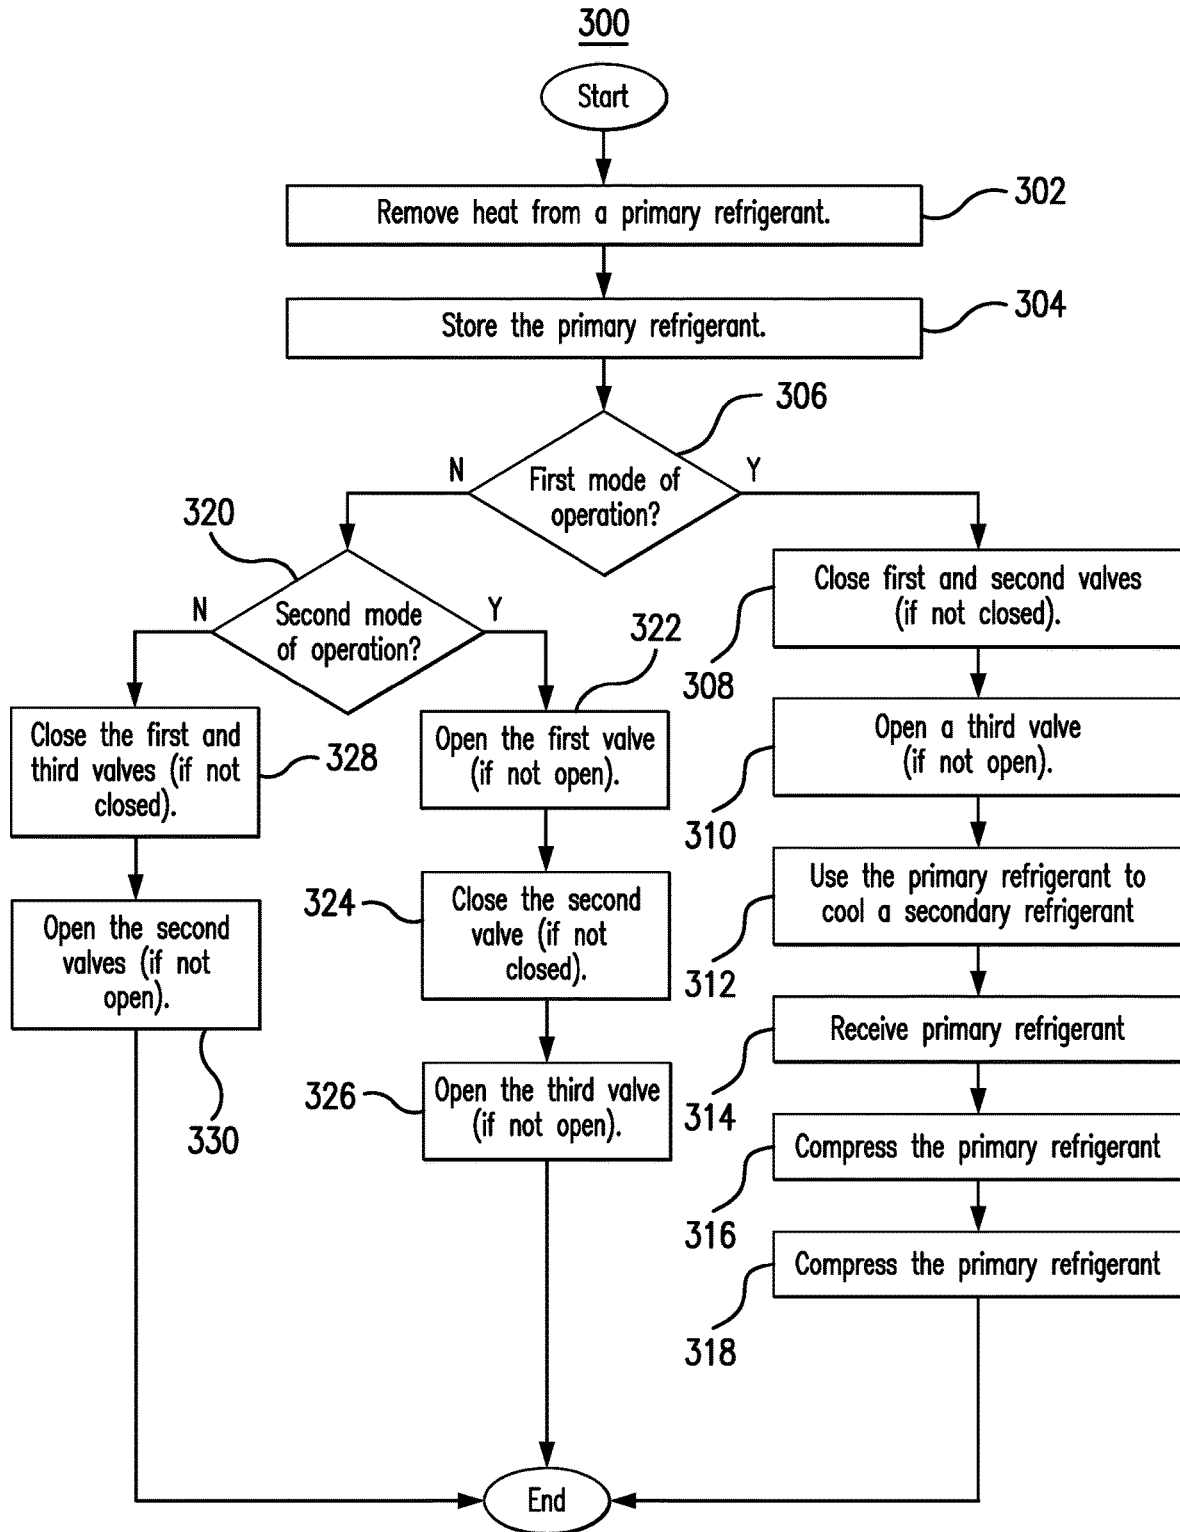 300
Start
Remove heat from a primary refrigerant.
302
Store the primary refrigerant.
304
306
First mode of
operation?
N
Y
320
Second mode
of operation?
N
Y
Close first and second valves
(if not closed).
308
Open a third valve
(if not open).
310
Use the primary refrigerant to
cool a secondary refrigerant
312
Receive primary refrigerant
314
Compress the primary refrigerant
316
Compress the primary refrigerant
318
322
Open the first valve
(if not open).
324
Close the second
valve (if not
closed).
326
Open the third valve
(if not open).
Close the first and
third valves (if not
closed).
328
Open the second
valves (if not
open).
330
End